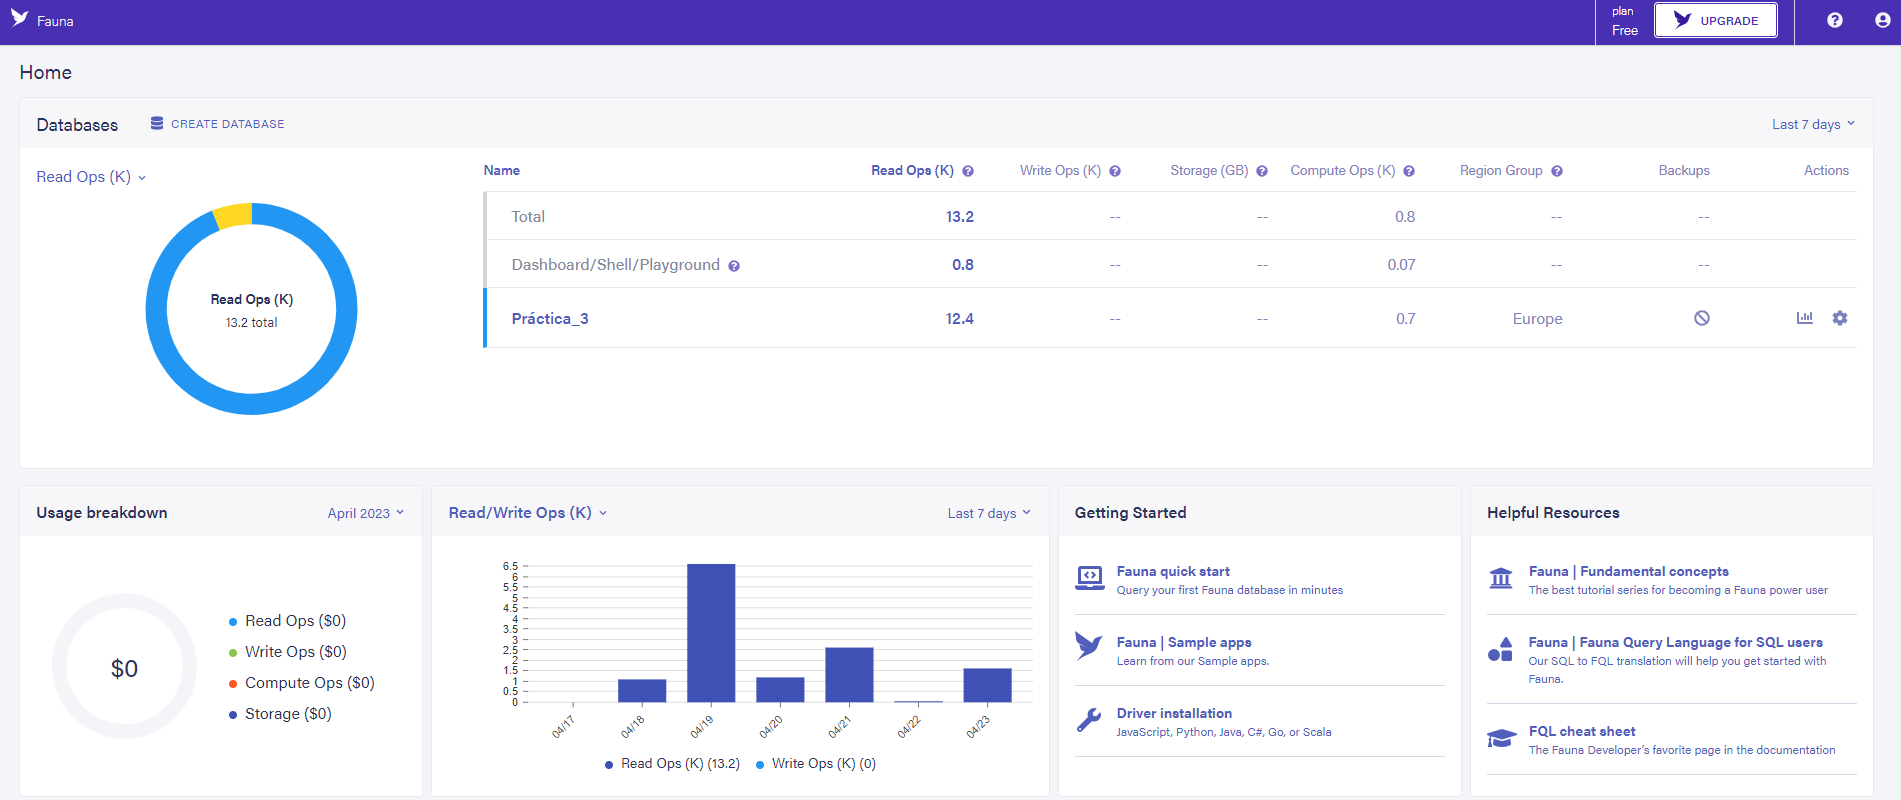 Fauna
plan
Free
UPGRADE
Home
Databases
CREATE DATABASE
Last 7 days
Read Ops (K)
Read Ops (K)
13.2 total
Name Read Ops (K) Write Ops (K) Storage (GB) Compute Ops (K) Region Group Backups Actions
Total 13.2 -- -- 0.8 -- --
Dashboard/Shell/Playground 0.8 -- -- 0.07 -- --
Práctica_3 12.4 -- -- 0.7 Europe
Usage breakdown
April 2023
$0
Read Ops ($0)
Write Ops ($0)
Compute Ops ($0)
Storage ($0)
Read/Write Ops (K)
Last 7 days
6.5
6
5.5
5
4.5
4
3.5
3
2.5
2
1.5
1
0.5
0
04/17 04/18 04/19 04/20 04/21 04/22 04/23
Read Ops (K) (13.2) Write Ops (K) (0)
Getting Started
Fauna quick start
Query your first Fauna database in minutes
Fauna | Sample apps
Learn from our Sample apps.
Driver installation
JavaScript, Python, Java, C#, Go, or Scala
Helpful Resources
Fauna | Fundamental concepts
The best tutorial series for becoming a Fauna power user
Fauna | Fauna Query Language for SQL users
Our SQL to FQL translation will help you get started with
Fauna.
FQL cheat sheet
The Fauna Developer's favorite page in the documentation